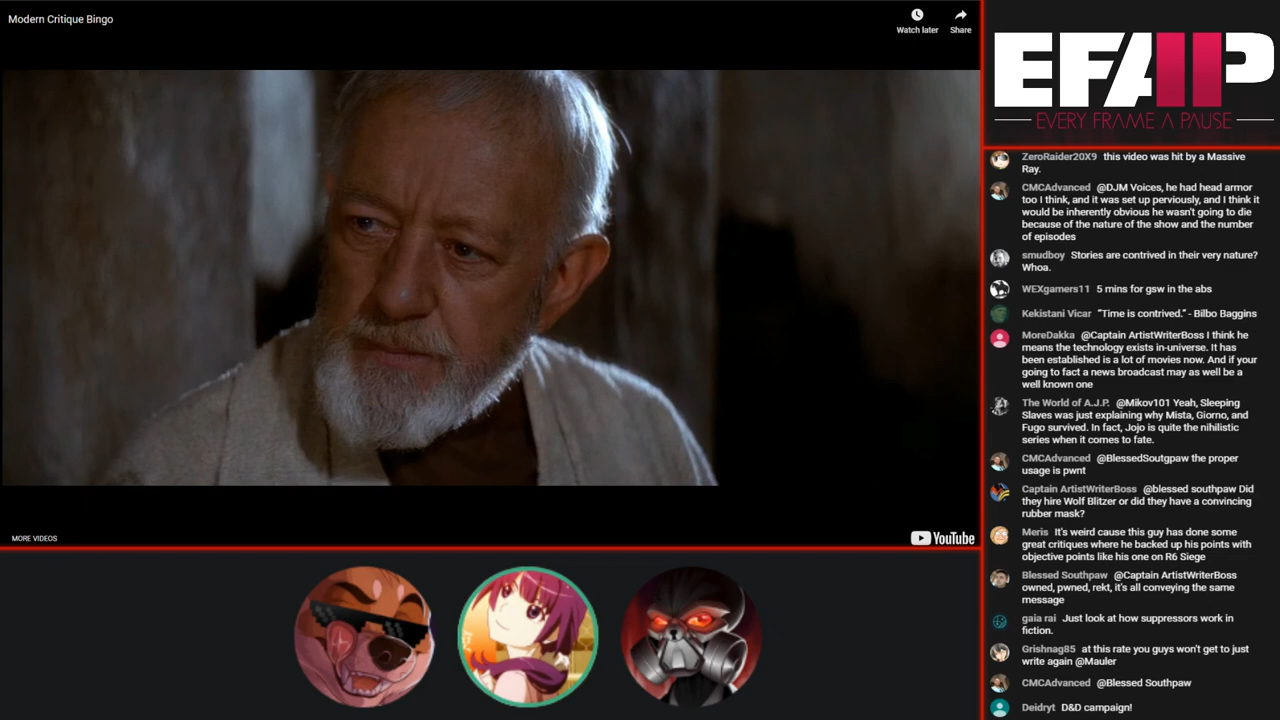 Modern Critique Bingo
Watch later
Share
MORE VIDEOS
YouTube
EFAP
EVERY FRAME A PAUSE
ZeroRaider20X9 this video was hit by a Massive
Ray.
CMCAdvanced @DJM Voices, he had head armor
too I think, and it was set up perviously, and I think it
would be inherently obvious he wasn't going to die
because of the nature of the show and the number
of episodes
smudboy Stories are contrived in their very nature?
Whoa.
WEXgamers11 5 mins for gsw in the abs
Kekistani Vicar “Time is contrived.” - Bilbo Baggins
MoreDakka @Captain ArtistWriterBoss I think he
means the technology exists in-universe. It has
been established is a lot of movies now. And if your
going to fact a news broadcast may as well be a
well known one
The World of A.J.P. @Mikov101 Yeah, Sleeping
Slaves was just explaining why Mista, Giorno, and
Fugo survived. In fact, Jojo is quite the nihilistic
series when it comes to fate.
CMCAdvanced @BlessedSoutgpaw the proper
usage is pwnt
Captain ArtistWriterBoss @blessed southpaw Did
they hire Wolf Blitzer or did they have a convincing
rubber mask?
Meris It's weird cause this guy has done some
great critiques where he backed up his points with
objective points like his one on R6 Siege
Blessed Southpaw @Captain ArtistWriterBoss
owned, pwned, rekt, it's all conveying the same
message
gaia rai Just look at how suppressors work in
fiction.
Grishnag85 at this rate you guys won't get to just
write again @Mauler
CMCAdvanced @Blessed Southpaw
Deidryt D&D campaign!